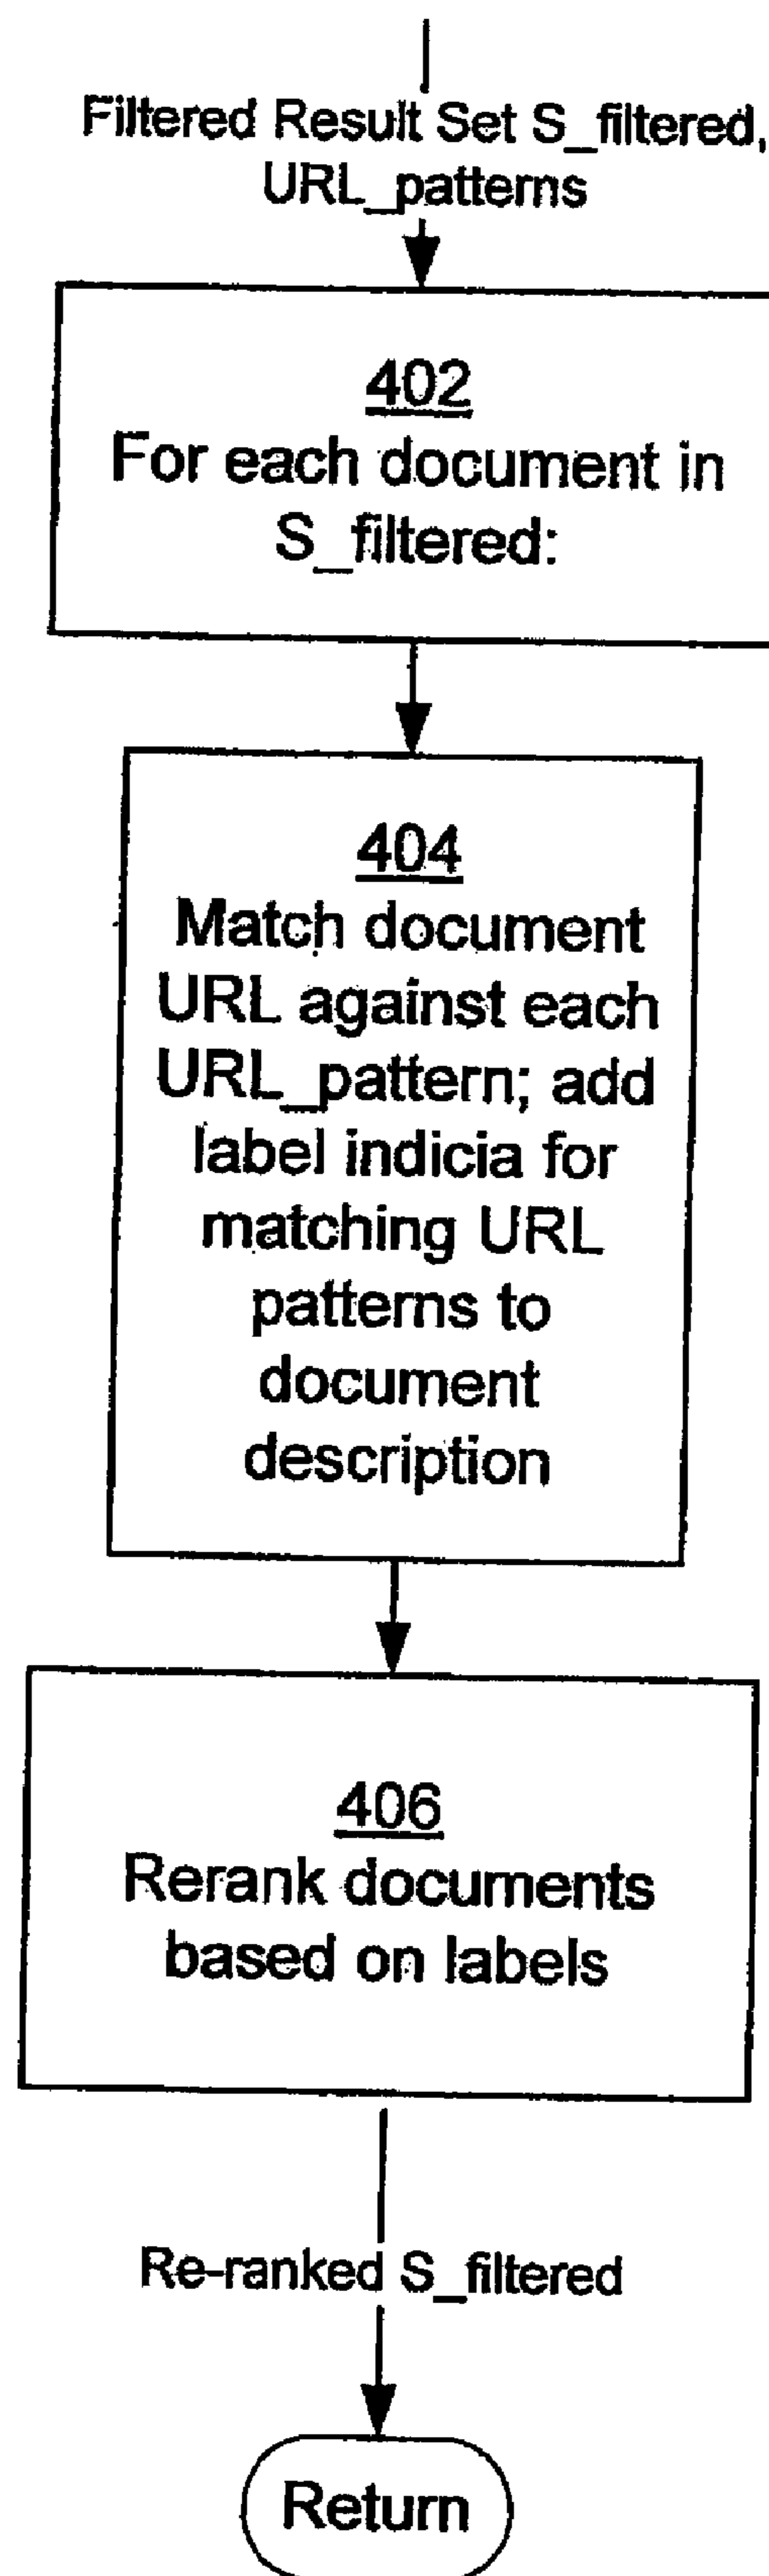 Filtered Result Set S_filtered,
URL_patterns
402
For each document in
S_filtered:
404
Match document
URL against each
URL_pattern; add
label indicia for
matching URL
patterns to
document
description
406
Rerank documents
based on labels
Re-ranked S_filtered
Return